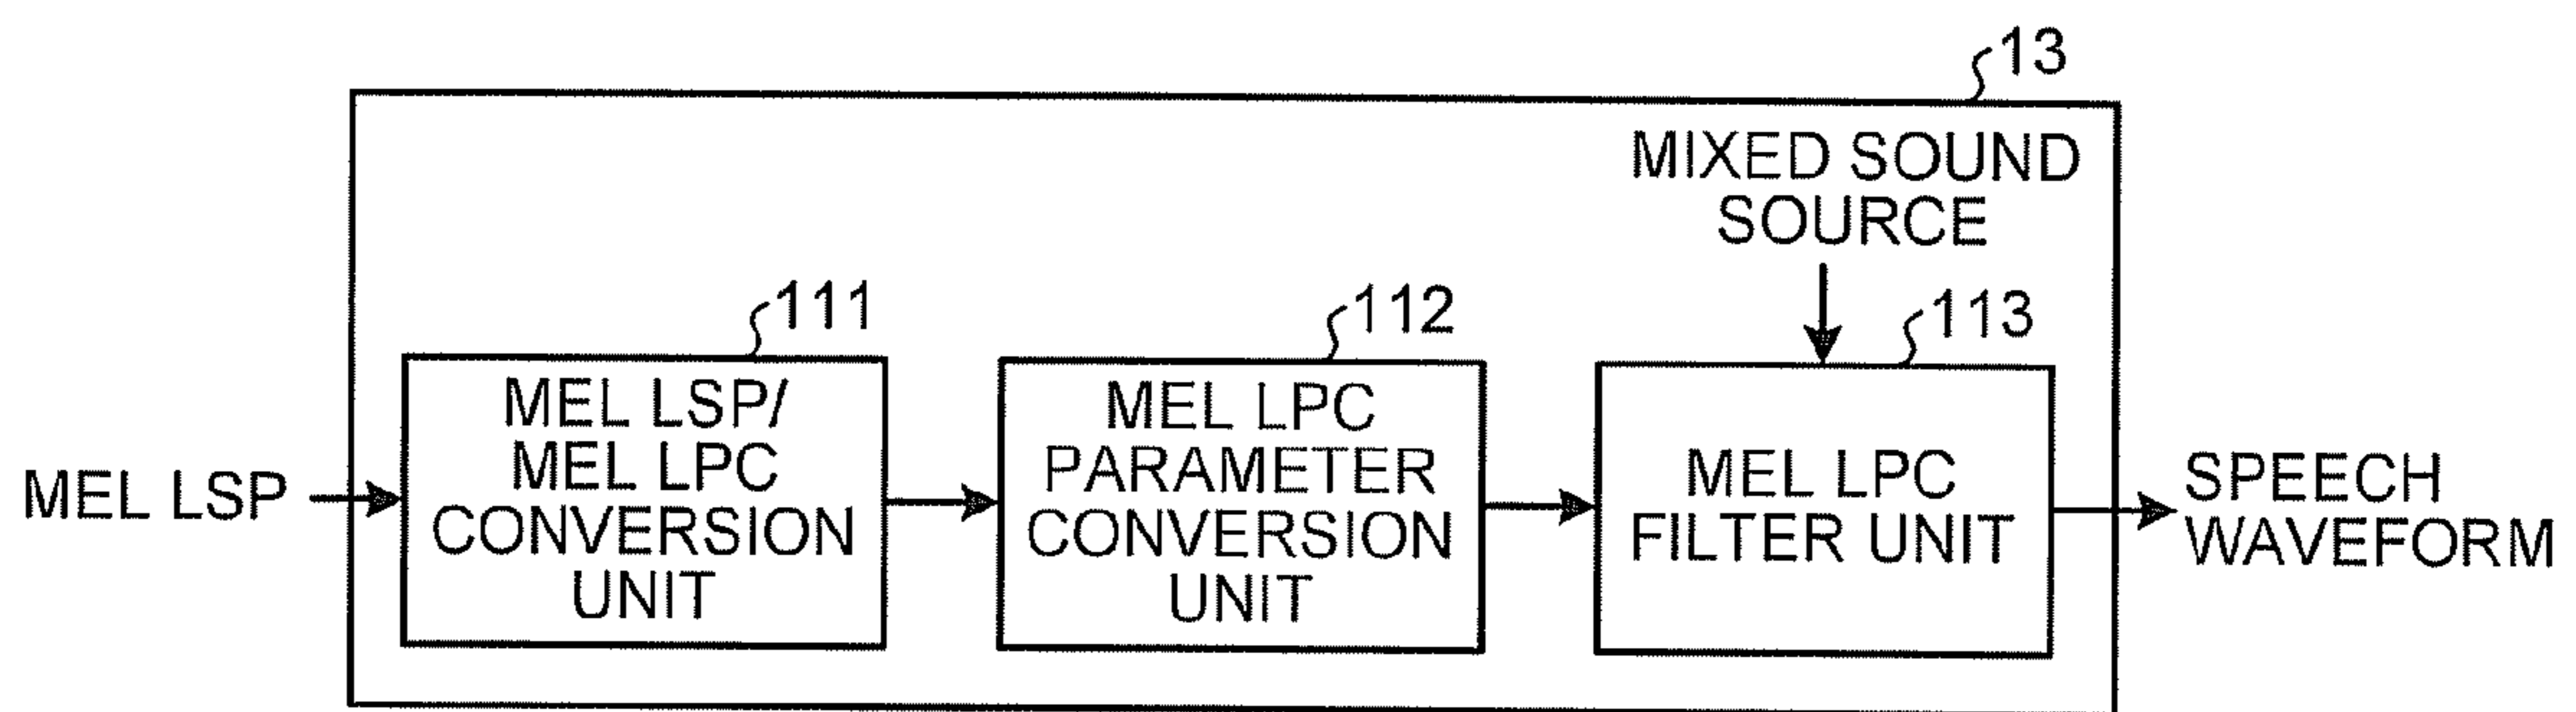 13
MIXED SOUND
SOURCE
111
112
113
MEL LSP
MEL LSP/
MEL LPC
CONVERSION
UNIT
MEL LPC
PARAMETER
CONVERSION
UNIT
MEL LPC
FILTER UNIT
SPEECH
WAVEFORM